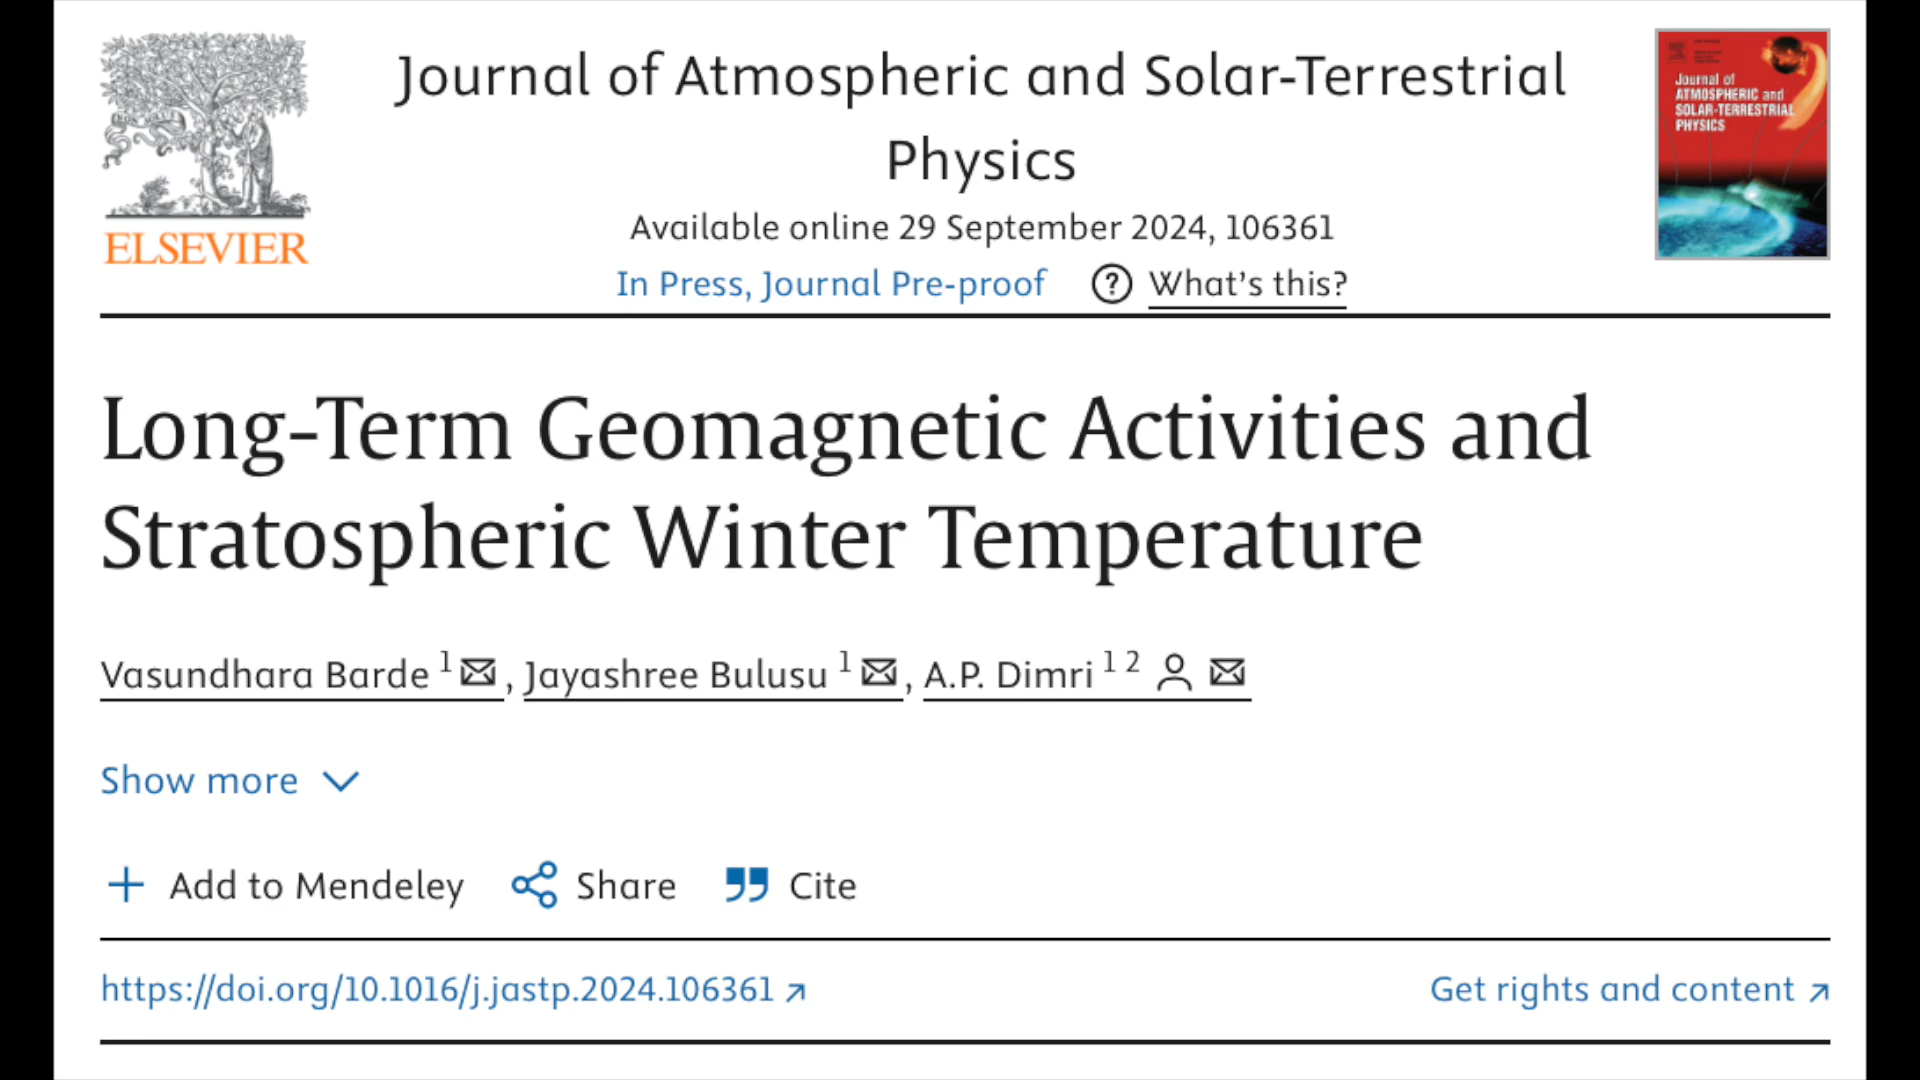 Journal of Atmospheric and Solar-Terrestrial
Physics
Available online 29 September 2024, 106361
In Press, Journal Pre-proof ? What's this?
ELSEVIER
Journal of
ATMOSPHERIC and
SOLAR-TERRESTRIAL
PHYSICS
Long-Term Geomagnetic Activities and
Stratospheric Winter Temperature
Vasundhara Barde 1, Jayashree Bulusu 1, A.P. Dimri 1 2
Show more
+ Add to Mendeley Share Cite
https://doi.org/10.1016/j.jastp.2024.106361 Get rights and content